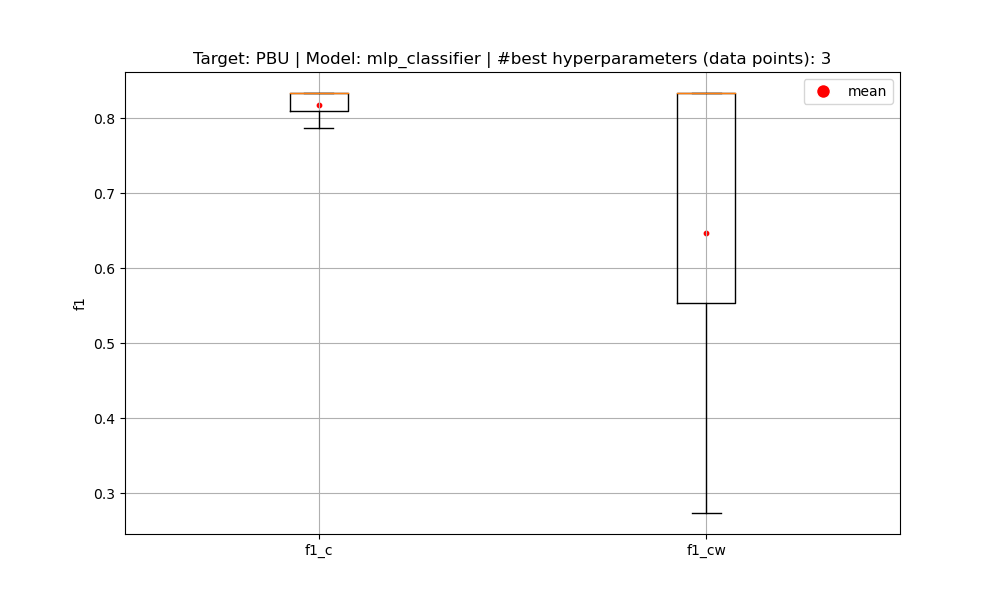 Target: PBU | Model: mlp_classifier | #best hyperparameters (data points): 3
mean
0.8
0.7
0.6
0.5
0.4
0.3
f1
f1_c
f1_cw